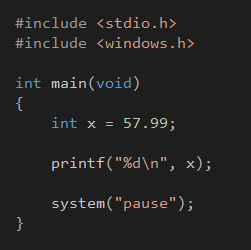 #include <stdio.h>
#include <windows.h>
int main(void)
{
    int x = 57.99;
    printf("%d\n", x);
    system("pause");
}